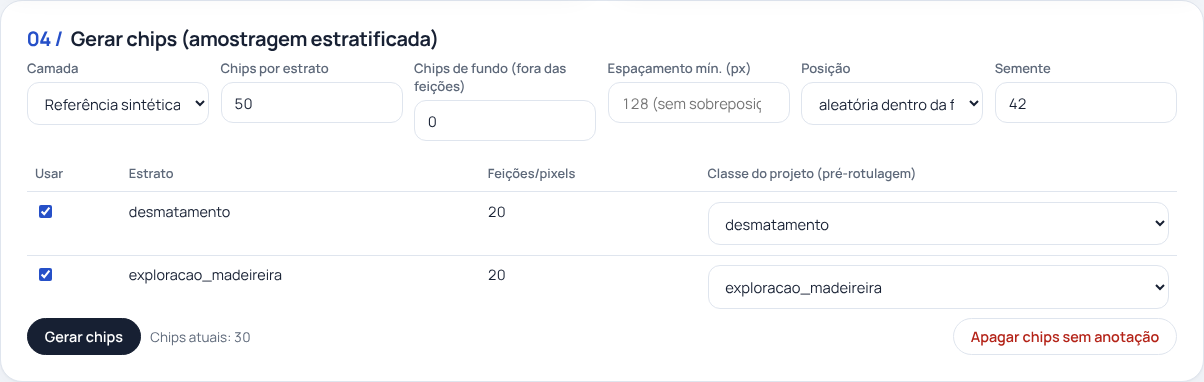 04 / Gerar chips (amostragem estratificada)
Camada
Chips por estrato
Chips de fundo (fora das
feições)
Espaçamento mín. (px)
Posição
Semente
Referência sintética
50
0
128 (sem sobreposiç
aleatória dentro da f
42
Usar Estrato Feições/pixels Classe do projeto (pré-rotulagem)
desmatamento 20 desmatamento
exploracao_madeireira 20 exploracao_madeireira
Gerar chips Chips atuais: 30 Apagar chips sem anotação